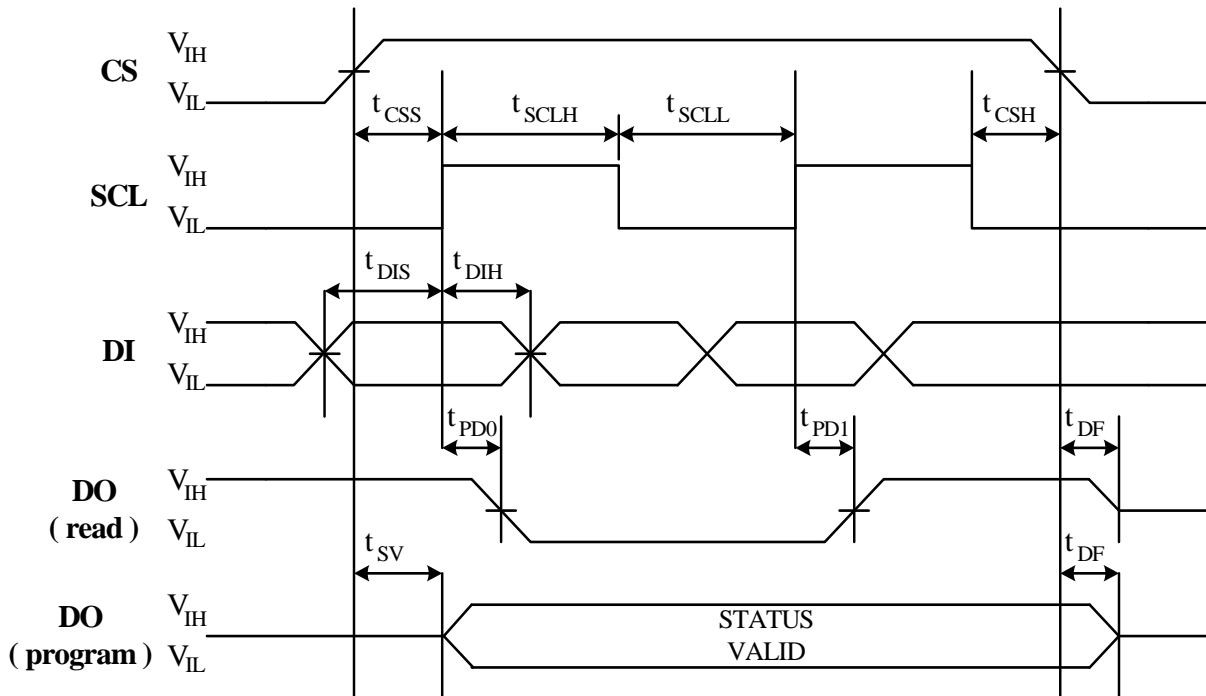 CS
V_IH
V_IL
t_CSS
t_SCLH
t_SCLL
t_CSH
SCL
V_IH
V_IL
t_DIS
t_DIH
DI
V_IH
V_IL
t_PD0
t_PD1
t_DF
DO
( read )
V_IH
V_IL
t_SV
t_DF
DO
( program )
V_IH
V_IL
STATUS
VALID